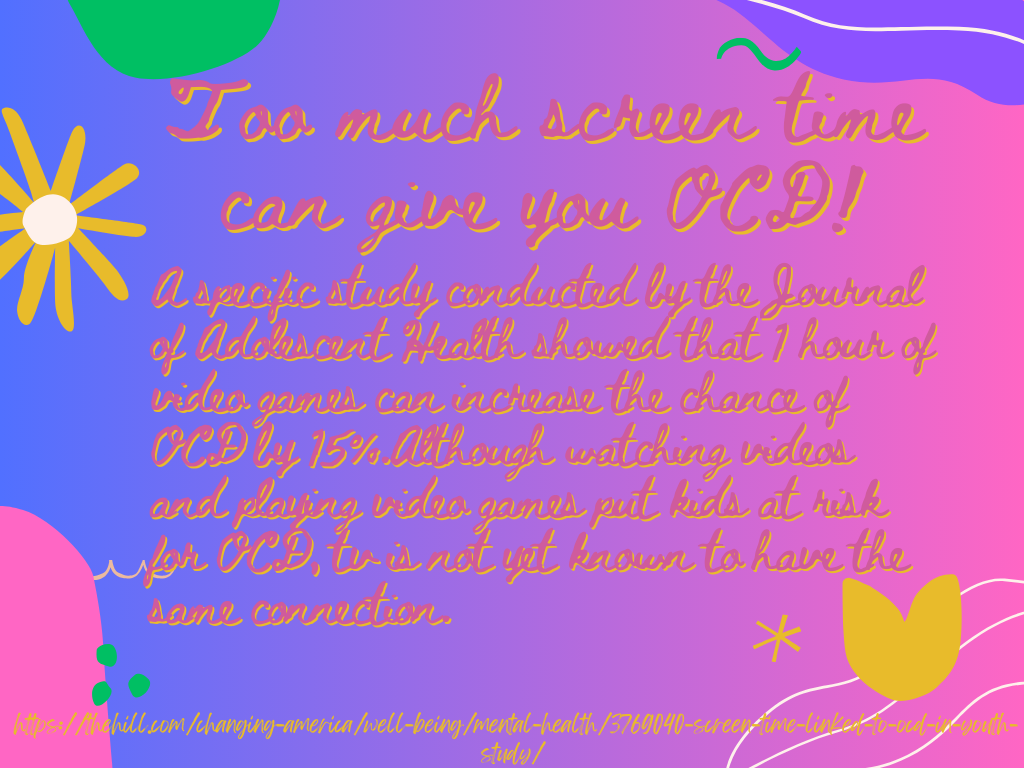 Too much screen time
can give you OCD!
A specific study conducted by the Journal
of Adolescent Health showed that 1 hour of
video games can increase the chance of
OCD by 15%.Although watching videos
and playing video games put kids at risk
for OCD, tv is not yet known to have the
same connection.
https://thehill.com/changing-america/well-being/mental-health/3769040-screen-time-linked-to-ocd-in-youth-
study/